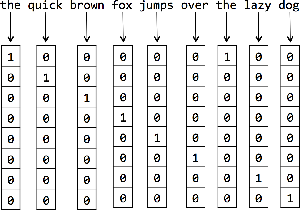 the quick brown fox jumps over the lazy dog
1 0 0 0 0 0 1 0 0
0 1 0 0 0 0 0 0 0
0 0 1 0 0 0 0 0 0
0 0 0 1 0 0 0 0 0
0 0 0 0 1 0 0 0 0
0 0 0 0 0 1 0 0 0
0 0 0 0 0 0 0 1 0
0 0 0 0 0 0 0 0 1